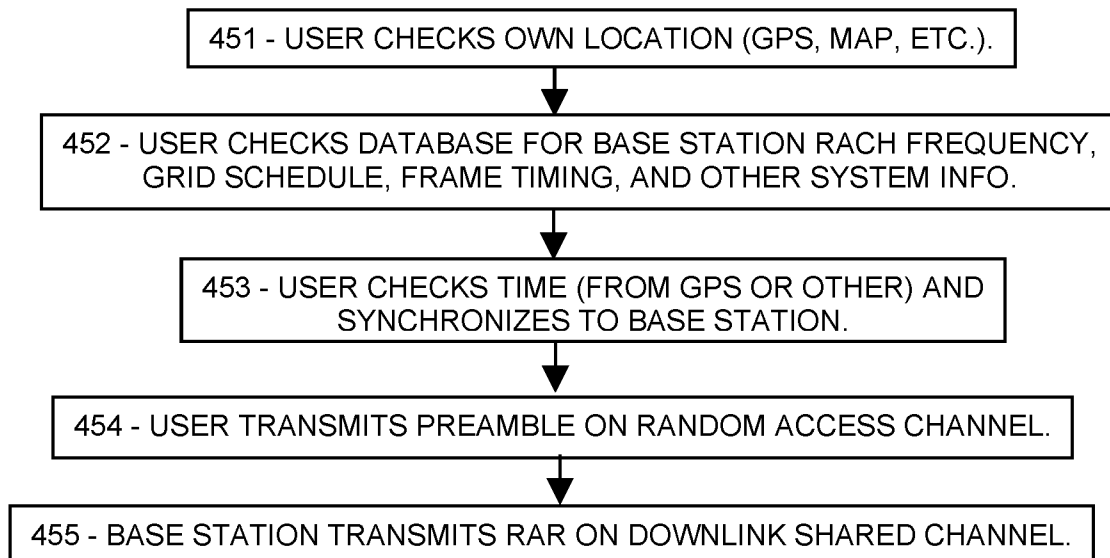 451 - USER CHECKS OWN LOCATION (GPS, MAP, ETC.).
452 - USER CHECKS DATABASE FOR BASE STATION RACH FREQUENCY,
GRID SCHEDULE, FRAME TIMING, AND OTHER SYSTEM INFO.
453 - USER CHECKS TIME (FROM GPS OR OTHER) AND
SYNCHRONIZES TO BASE STATION.
454 - USER TRANSMITS PREAMBLE ON RANDOM ACCESS CHANNEL.
455 - BASE STATION TRANSMITS RAR ON DOWNLINK SHARED CHANNEL.